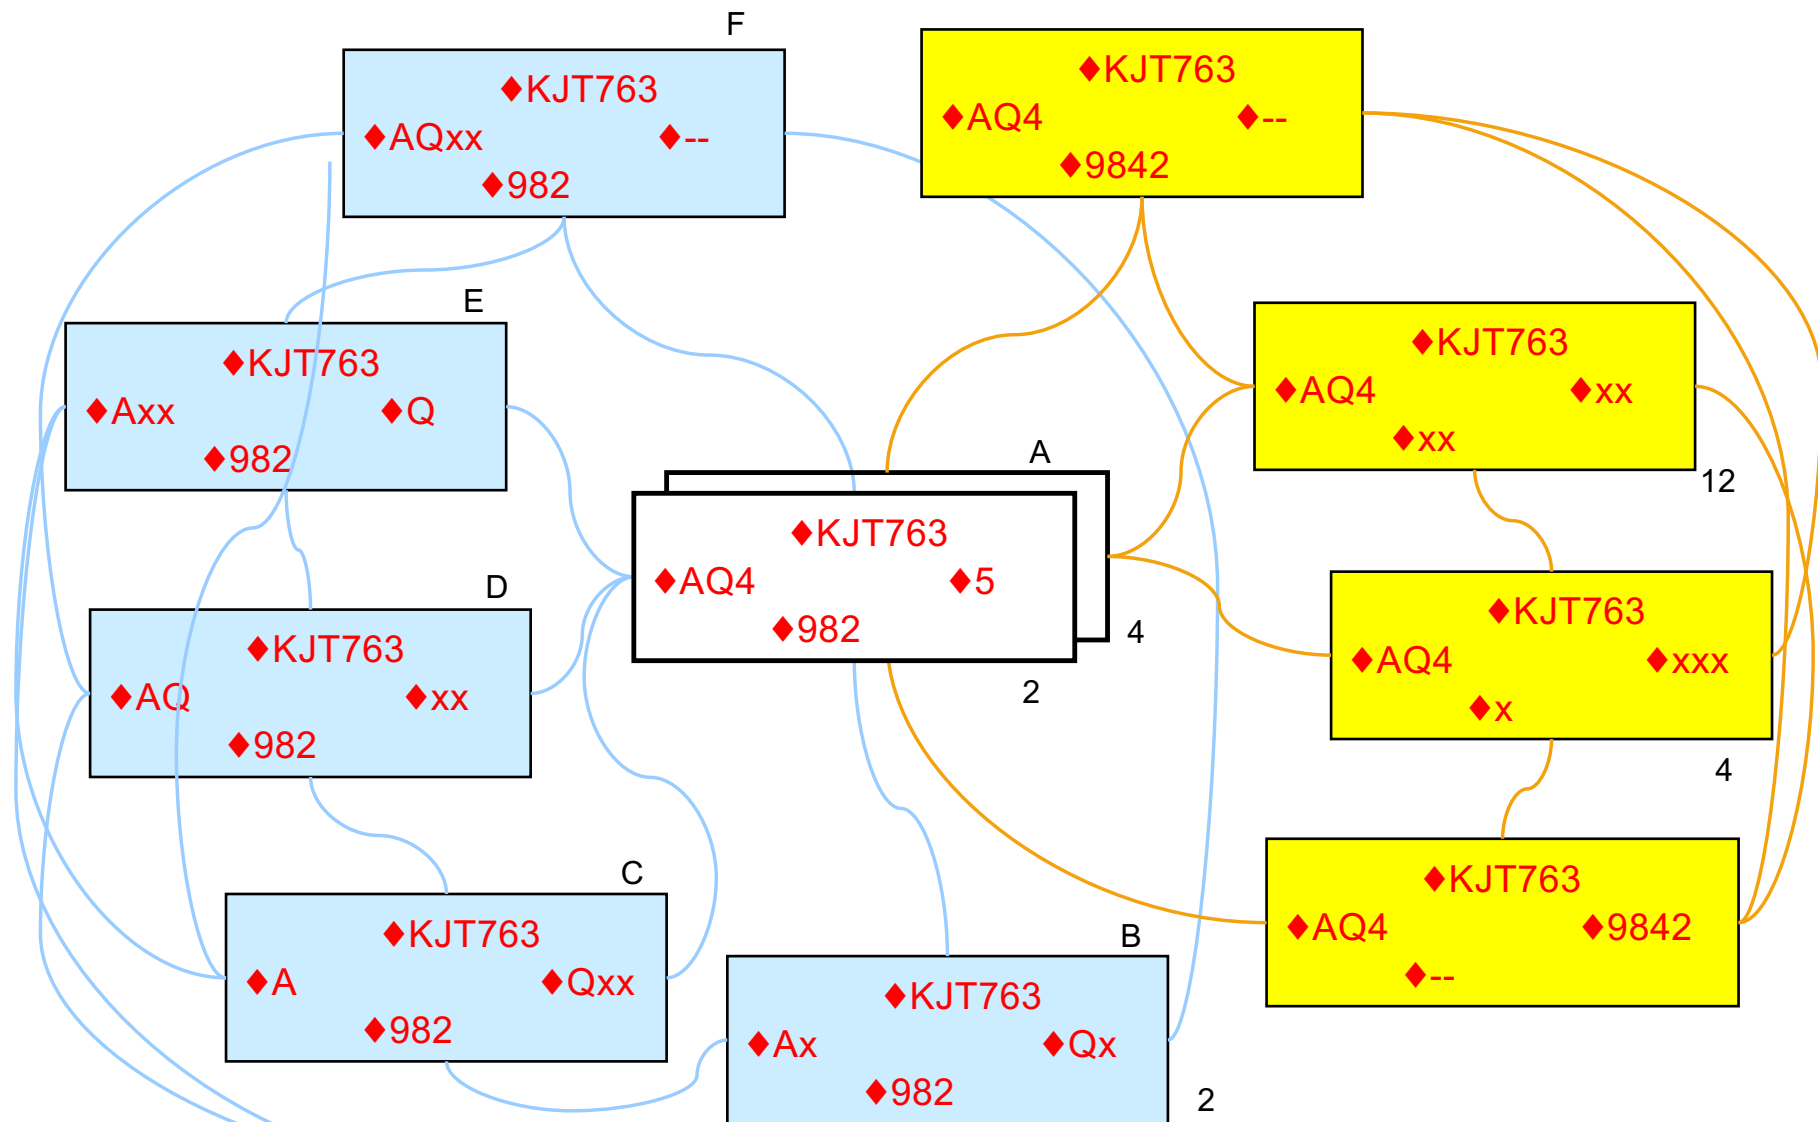 F
♦KJT763
♦AQxx ♦--
♦982
♦KJT763
♦AQ4 ♦--
♦9842
E
♦KJT763
♦Axx ♦Q
♦982
♦KJT763
♦AQ4 ♦xx
♦xx
12
A
♦KJT763
♦AQ4 ♦5
♦982
4
2
D
♦KJT763
♦AQ ♦xx
♦982
♦KJT763
♦AQ4 ♦xxx
♦x
4
C
♦KJT763
♦A ♦Qxx
♦982
B
♦KJT763
♦Ax ♦Qx
♦982
2
♦KJT763
♦AQ4 ♦9842
♦--